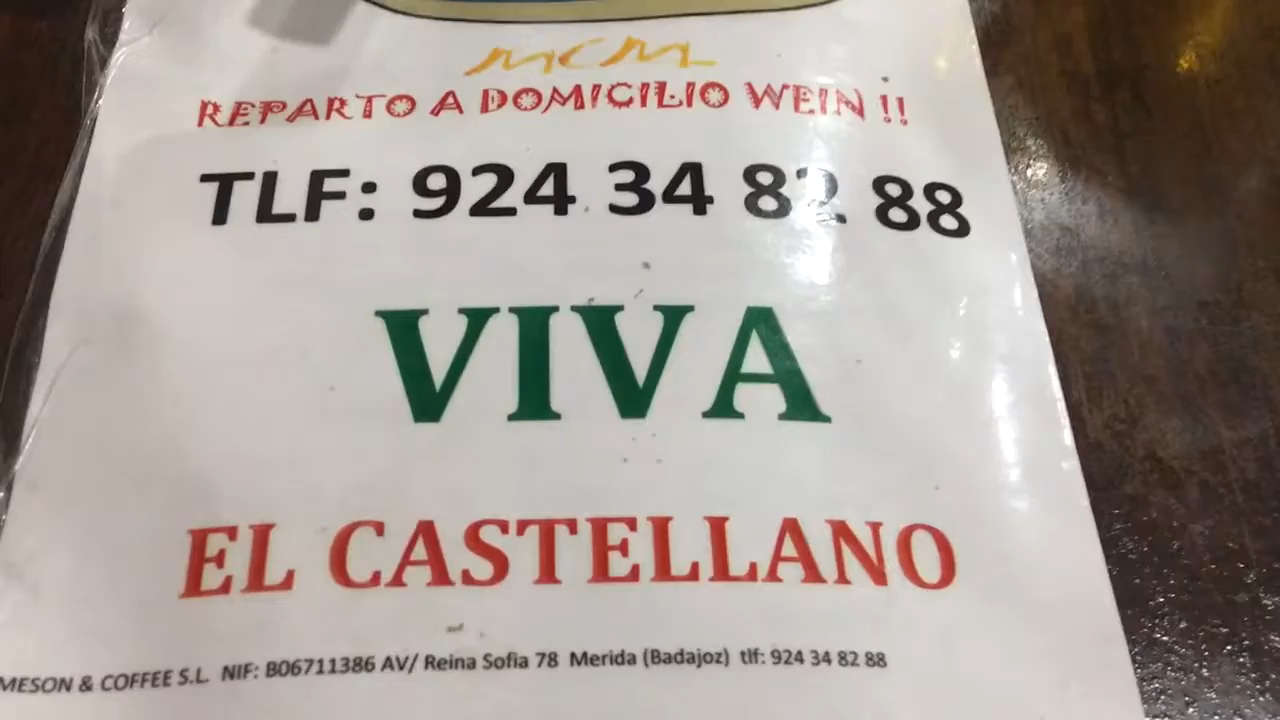 MCM
REPARTO A DOMICILIO WEIN !!
TLF: 924 34 82 88
VIVA
EL CASTELLANO
MESON & COFFEE S.L. NIF: B06711386 AV/ Reina Sofia 78 Merida (Badajoz) tlf: 924 34 82 88